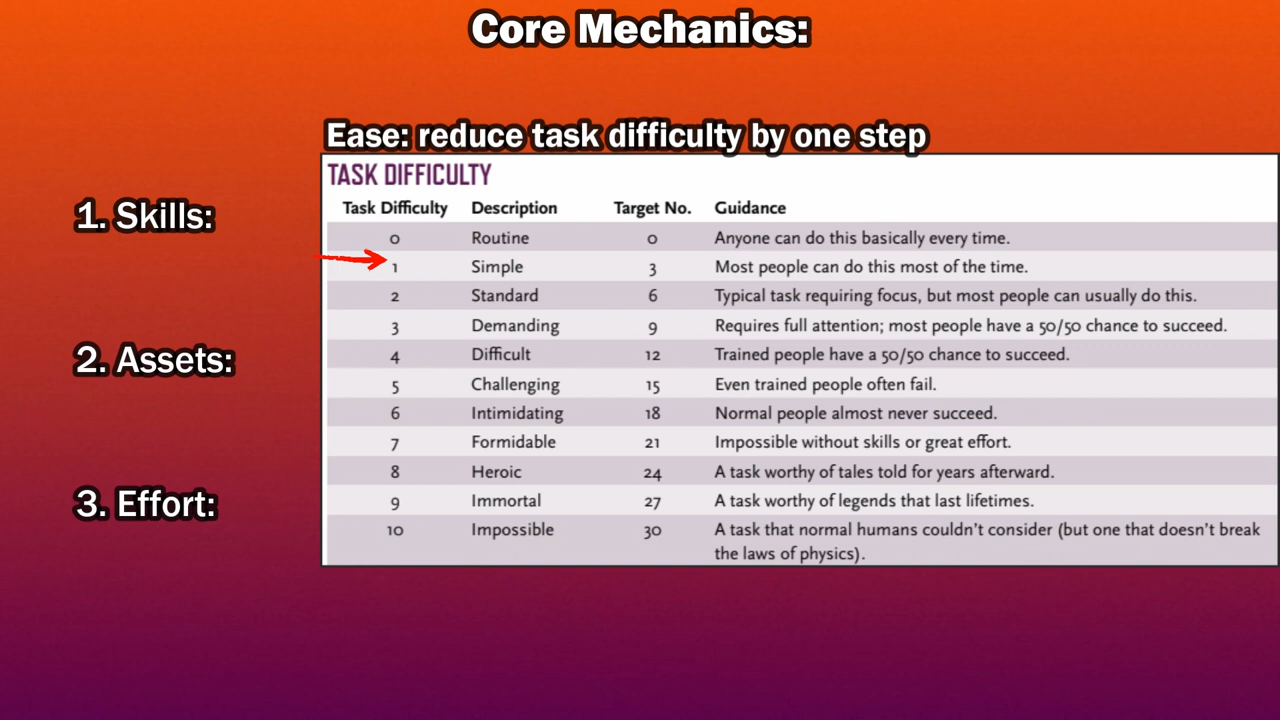 Core Mechanics:
Ease: reduce task difficulty by one step
1. Skills:
2. Assets:
3. Effort:
TASK DIFFICULTY
Task Difficulty Description Target No. Guidance
0 Routine 0 Anyone can do this basically every time.
1 Simple 3 Most people can do this most of the time.
2 Standard 6 Typical task requiring focus, but most people can usually do this.
3 Demanding 9 Requires full attention; most people have a 50/50 chance to succeed.
4 Difficult 12 Trained people have a 50/50 chance to succeed.
5 Challenging 15 Even trained people often fail.
6 Intimidating 18 Normal people almost never succeed.
7 Formidable 21 Impossible without skills or great effort.
8 Heroic 24 A task worthy of tales told for years afterward.
9 Immortal 27 A task worthy of legends that last lifetimes.
10 Impossible 30 A task that normal humans couldn't consider (but one that doesn't break
the laws of physics).